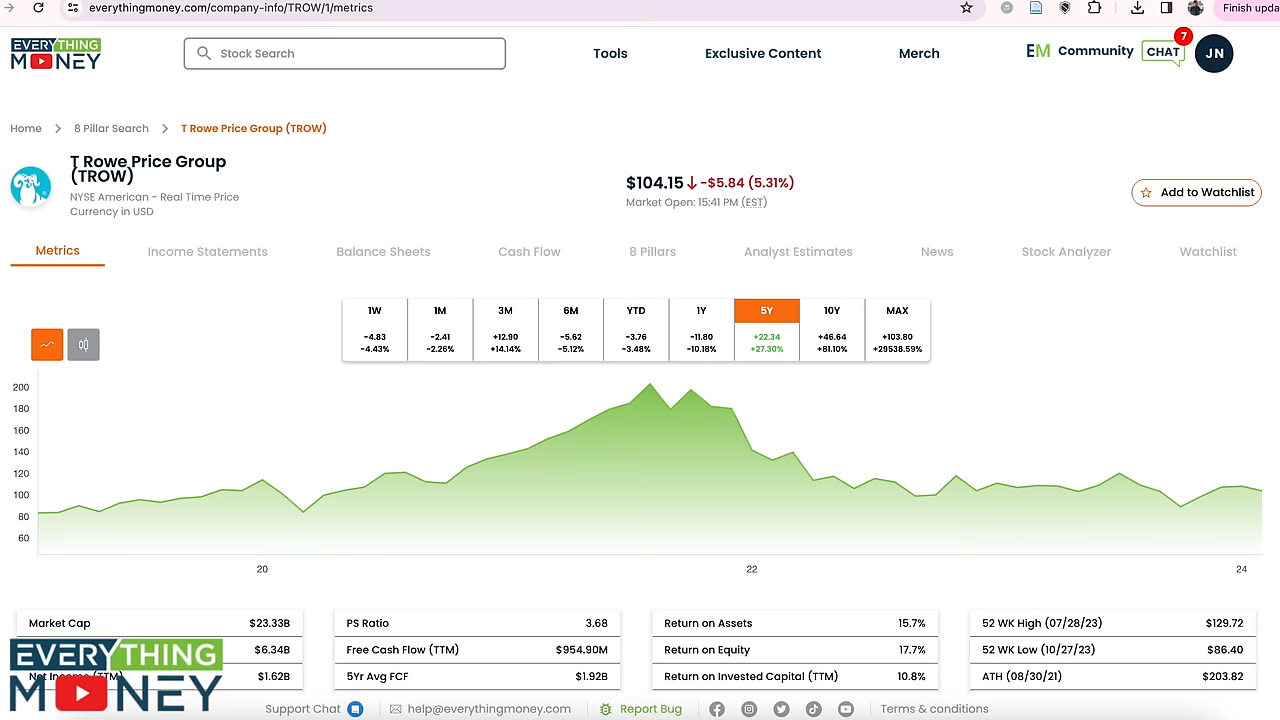 everythingmoney.com/company-info/TROW/1/metrics
Finish upda
EVERYTHING
MONEY
Stock Search
Tools
Exclusive Content
Merch
EM Community
CHAT
7
JN
Home
8 Pillar Search
T Rowe Price Group (TROW)
T Rowe Price Group
(TROW)
NYSE American - Real Time Price
Currency in USD
$104.15 -$5.84 (5.31%)
Market Open: 15:41 PM (EST)
Add to Watchlist
Metrics
Income Statements
Balance Sheets
Cash Flow
8 Pillars
Analyst Estimates
News
Stock Analyzer
Watchlist
1W 1M 3M 6M YTD 1Y 5Y 10Y MAX
-4.83 -2.41 +12.90 -5.62 -3.76 -11.80 +22.34 +46.64 +103.80
-4.43% -2.26% +14.14% -5.12% -3.48% -10.18% +27.30% +81.10% +29538.59%
200
180
160
140
120
100
80
60
20 22 24
Market Cap $23.33B
$6.34B
Net Income (TTM) $1.62B
PS Ratio 3.68
Free Cash Flow (TTM) $954.90M
5Yr Avg FCF $1.92B
Return on Assets 15.7%
Return on Equity 17.7%
Return on Invested Capital (TTM) 10.8%
52 WK High (07/28/23) $129.72
52 WK Low (10/27/23) $86.40
ATH (08/30/21) $203.82
EVERYTHING
MONEY
Support Chat
help@everythingmoney.com
Report Bug
Terms & conditions